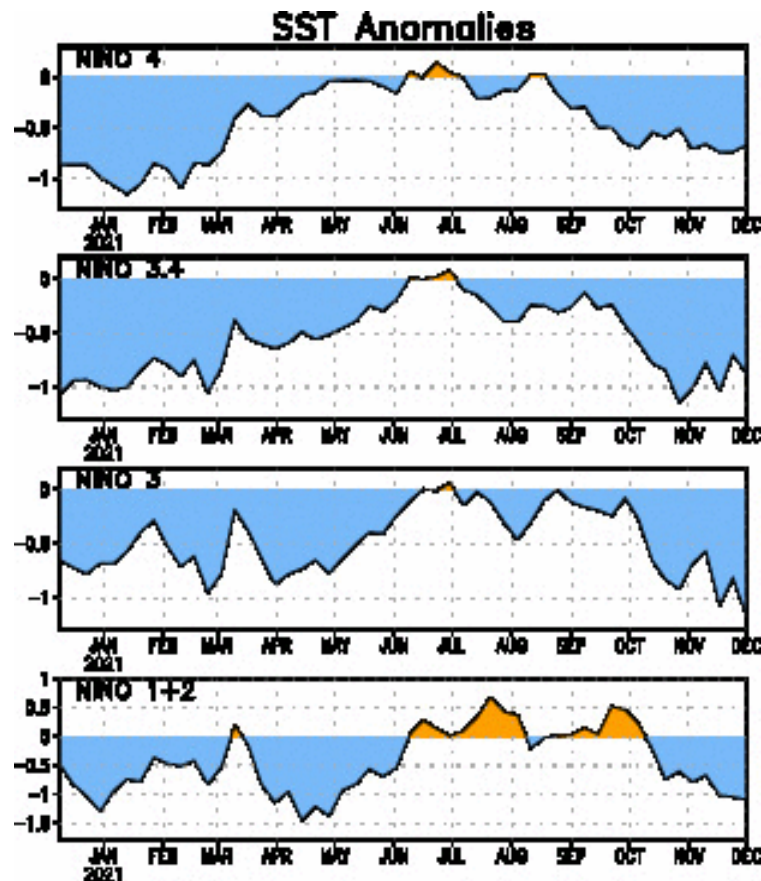 SST Anomalies
NINO 4
0
-0.5
-1
JAN FEB MAR APR MAY JUN JUL AUG SEP OCT NOV DEC
2021
NINO 3.4
0
-0.5
-1
JAN FEB MAR APR MAY JUN JUL AUG SEP OCT NOV DEC
2021
NINO 3
0
-0.5
-1
JAN FEB MAR APR MAY JUN JUL AUG SEP OCT NOV DEC
2021
1
NINO 1+2
0.5
0
-0.5
-1
-1.5
JAN FEB MAR APR MAY JUN JUL AUG SEP OCT NOV DEC
2021